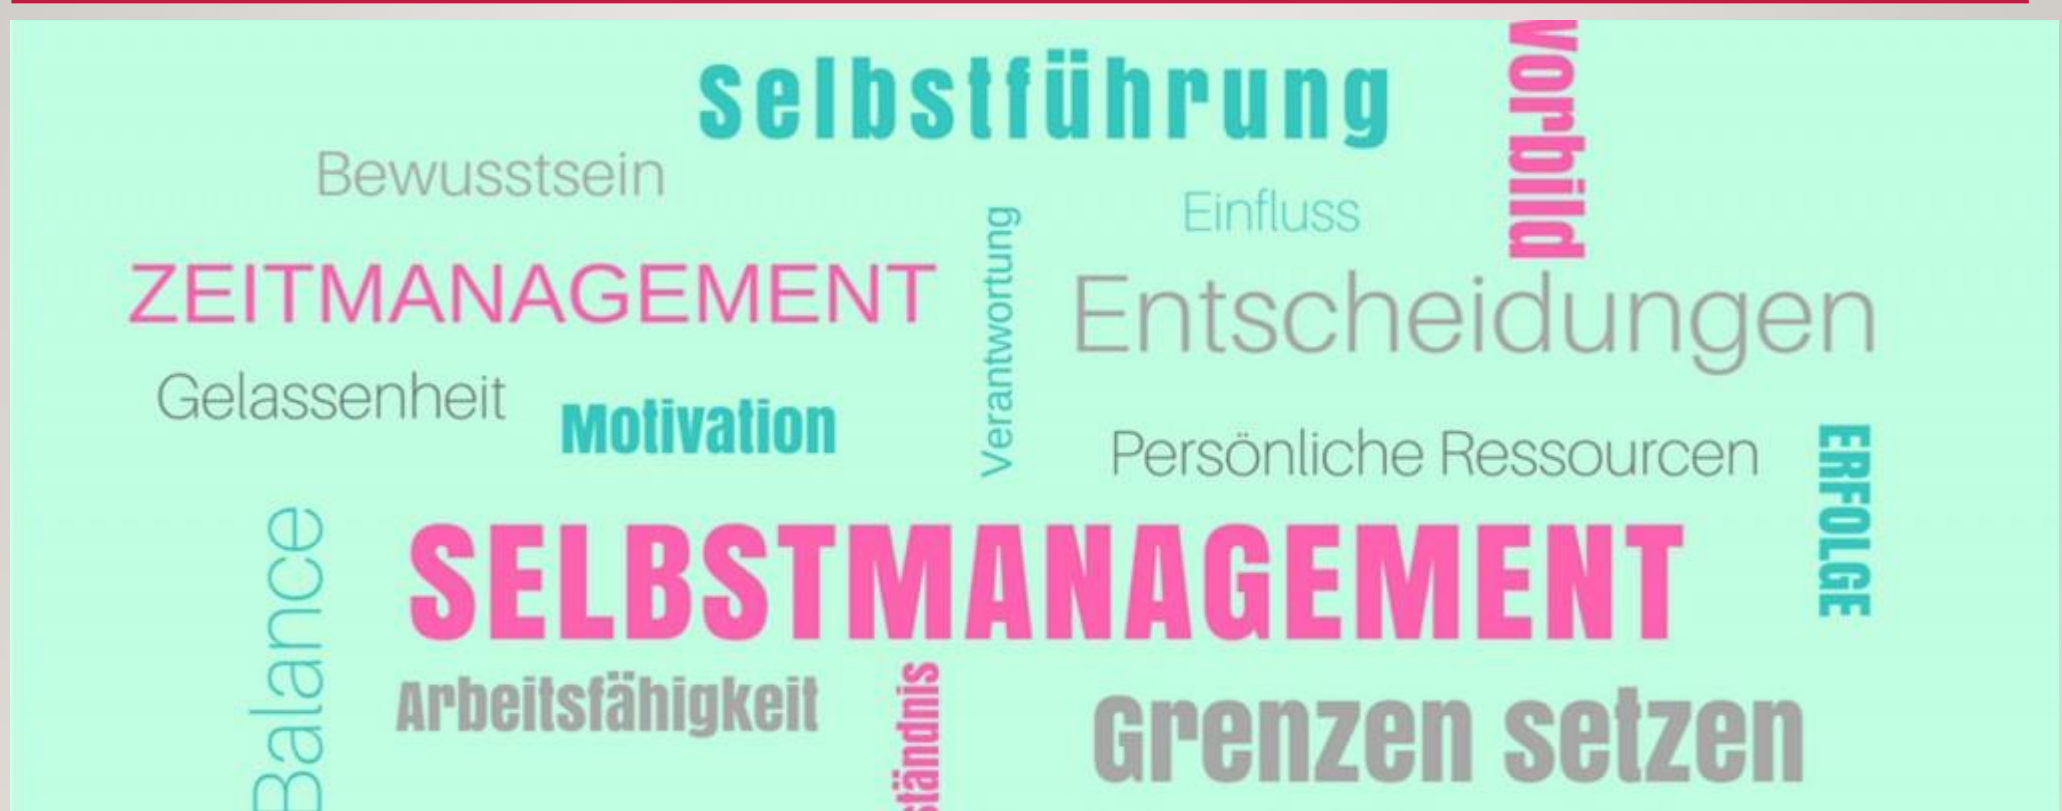 Selbstführung
vorbild
Bewusstsein
Einfluss
ZEITMANAGEMENT
Verantwortung
Entscheidungen
Gelassenheit
Motivation
Persönliche Ressourcen
ERFOLGE
Balance
SELBSTMANAGEMENT
Arbeitsfähigkeit
Grenzen setzen